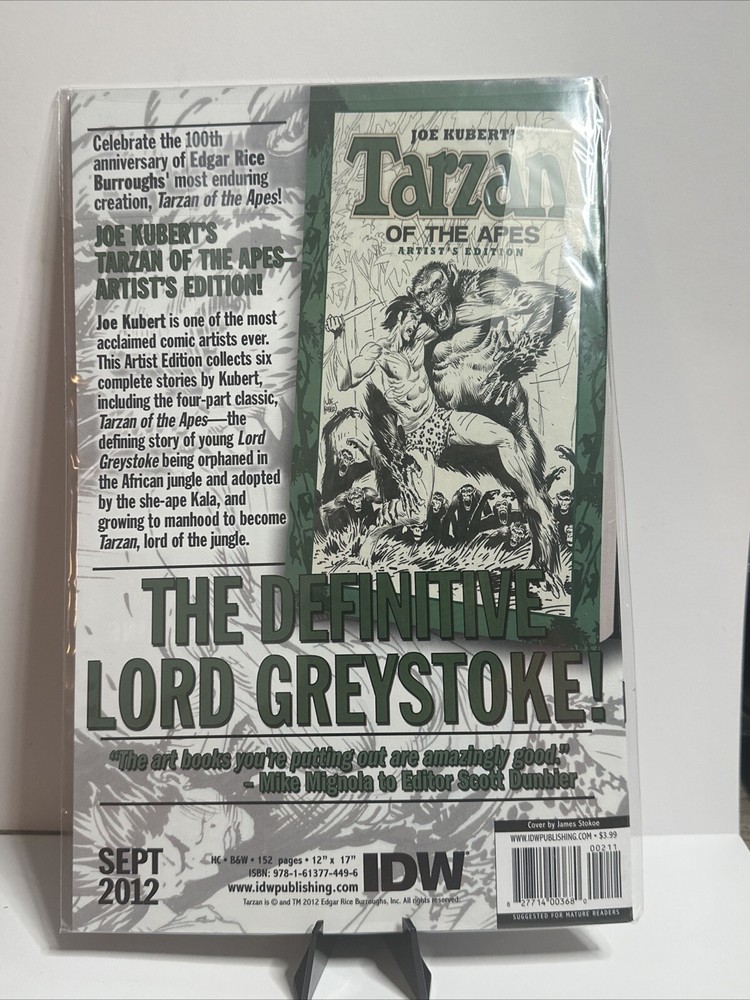 Celebrate the 100th
anniversary of Edgar Rice
Burroughs' most enduring
creation, Tarzan of the Apes!
JOE KUBERT'S
TARZAN OF THE APES—
ARTIST'S EDITION!
Joe Kubert is one of the most
acclaimed comic artists ever.
This Artist Edition collects six
complete stories by Kubert,
including the four-part classic,
Tarzan of the Apes—the
defining story of young Lord
Greystoke being orphaned in
the African jungle and adopted
by the she-ape Kala, and
growing to manhood to become
Tarzan, lord of the jungle.
JOE KUBERT'S
Tarzan
OF THE APES
ARTIST'S EDITION
JOE
KUBERT
THE DEFINITIVE
LORD GREYSTOKE!
"The art books you're putting out are amazingly good."
– Mike Mignola to Editor Scott Dunbier
SEPT
2012
HC • B&W • 152 pages • 12" x 17"
ISBN: 978-1-61377-449-6
www.idwpublishing.com
IDW
Tarzan is © and TM 2012 Edgar Rice Burroughs, Inc. All rights reserved.
Cover by James Stokoe
WWW.IDWPUBLISHING.COM • $3.99
00211
8 27714 00368 0
SUGGESTED FOR MATURE READERS